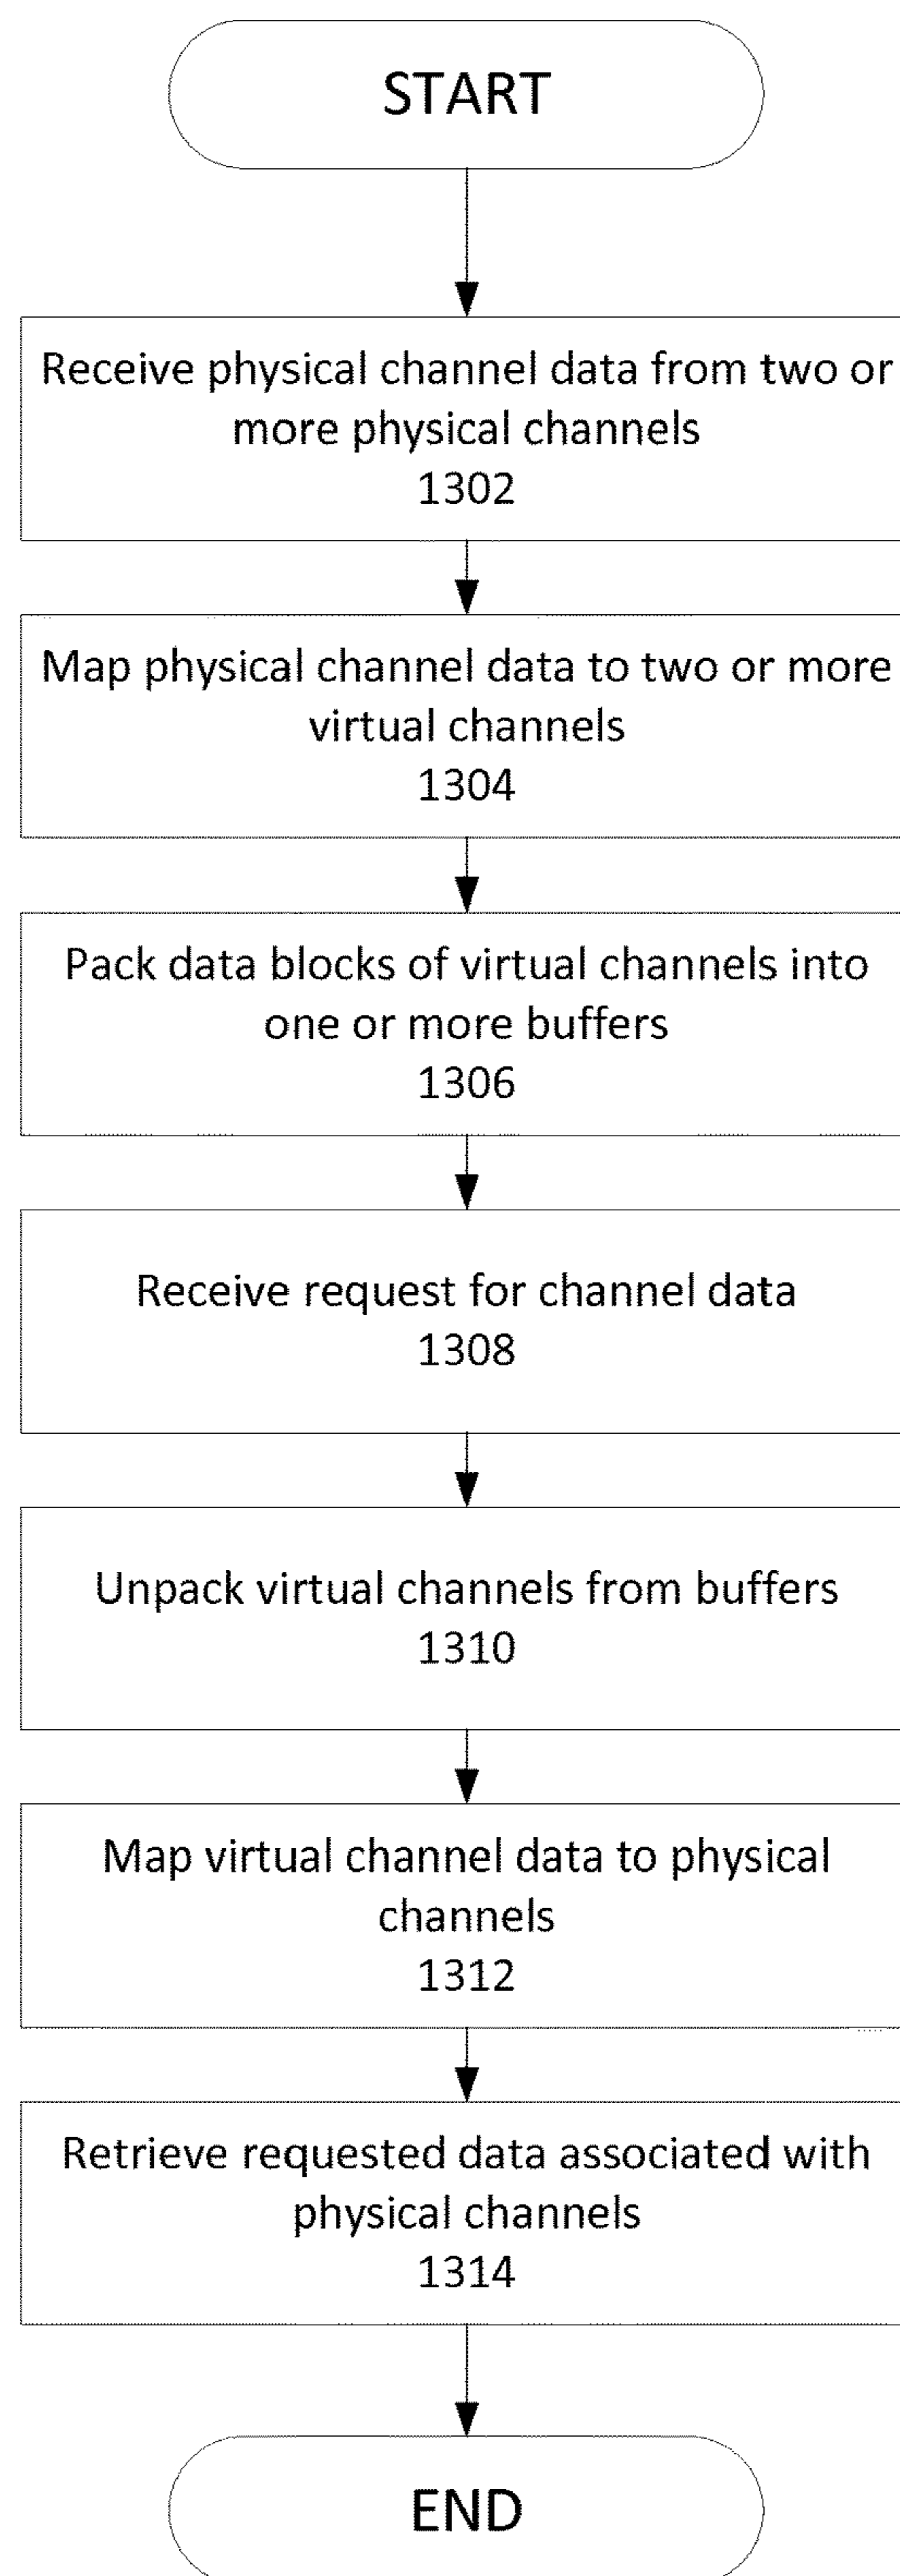 START
Receive physical channel data from two or
more physical channels
1302
Map physical channel data to two or more
virtual channels
1304
Pack data blocks of virtual channels into
one or more buffers
1306
Receive request for channel data
1308
Unpack virtual channels from buffers
1310
Map virtual channel data to physical
channels
1312
Retrieve requested data associated with
physical channels
1314
END